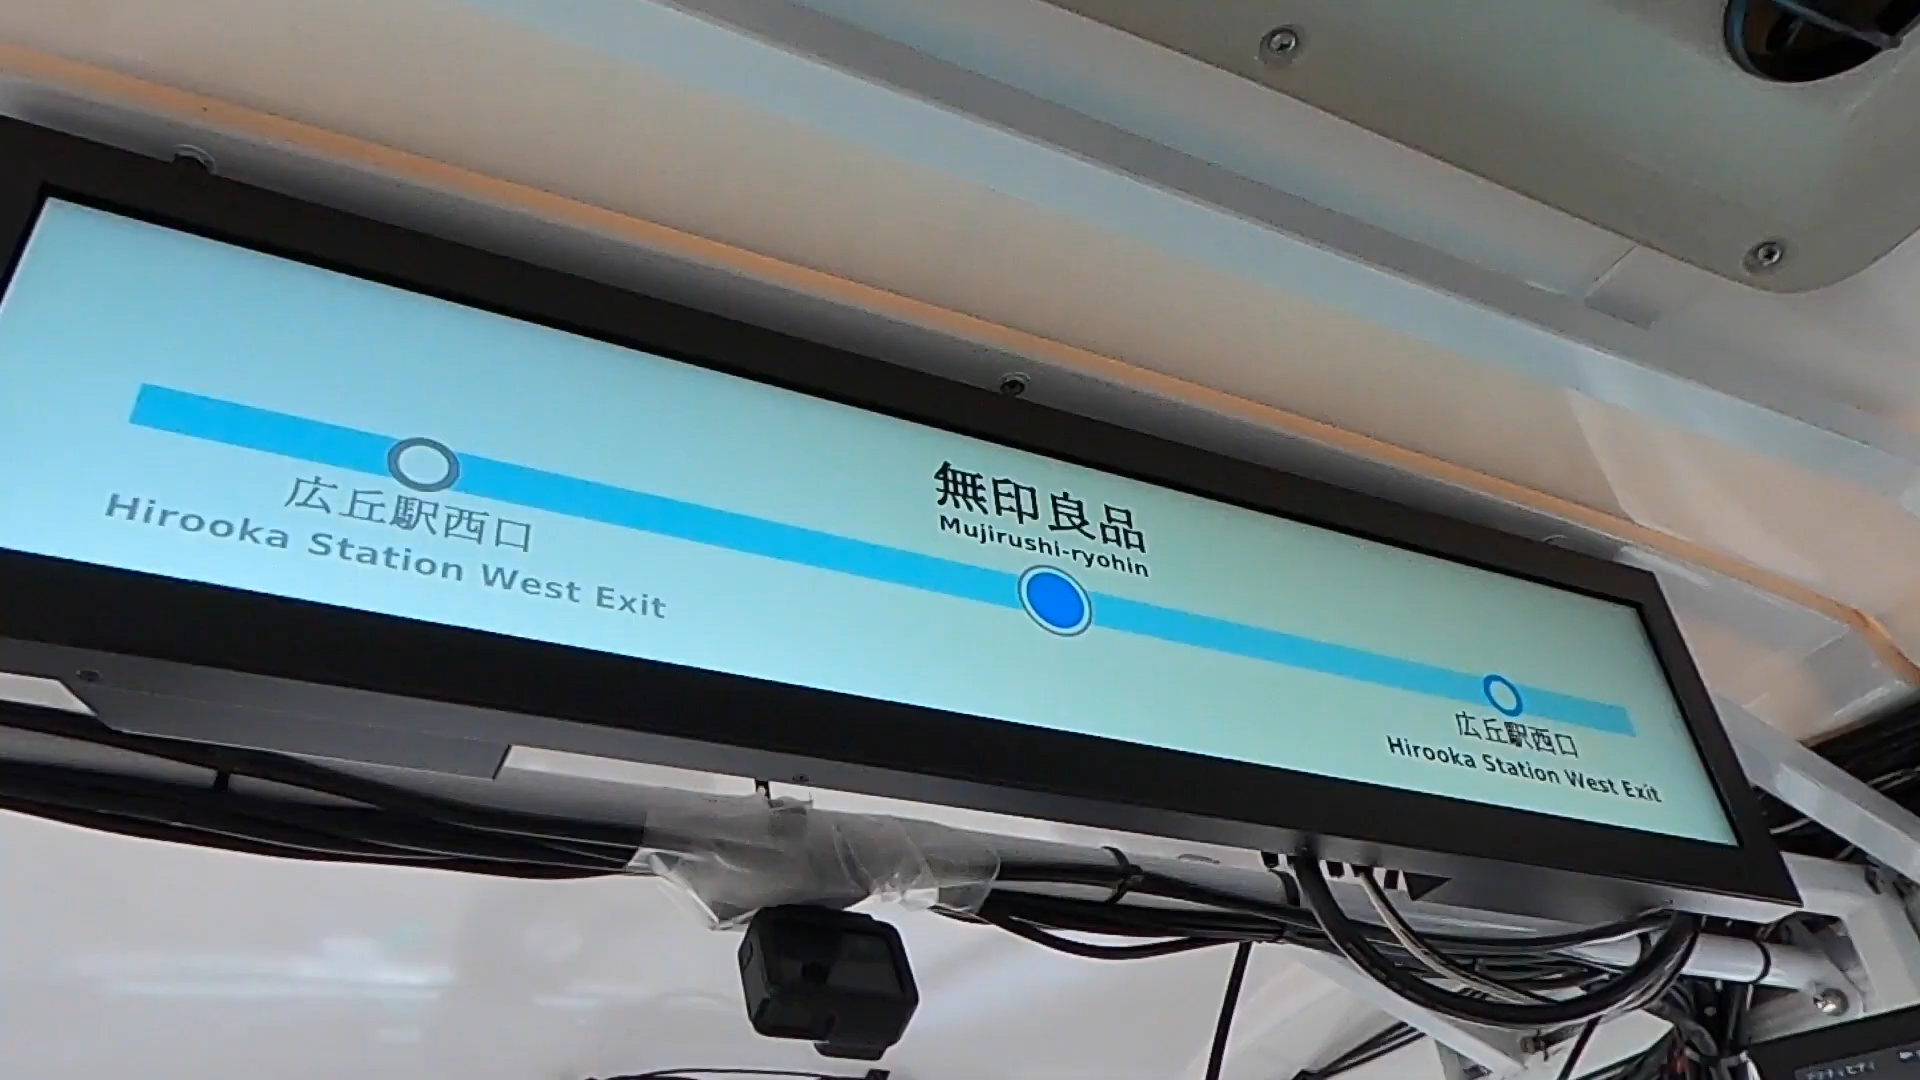 広丘駅西口
Hirooka Station West Exit
無印良品
Mujirushi-ryohin
広丘駅西口
Hirooka Station West Exit